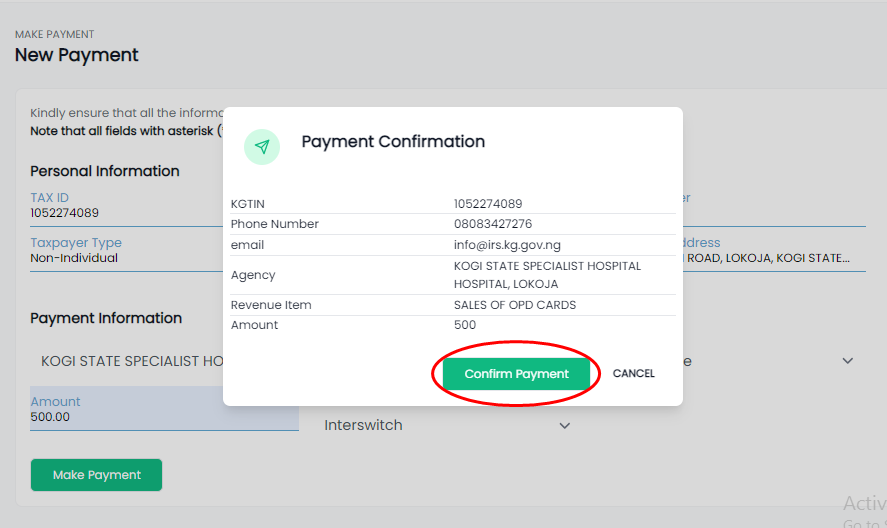 MAKE PAYMENT
New Payment
Kindly ensure that all the informa
Note that all fields with asterisk (
Personal Information
TAX ID
1052274089
Taxpayer Type
Non-Individual
er
ddress
ROAD, LOKOJA, KOGI STATE...
Payment Confirmation
KGTIN 1052274089
Phone Number 08083427276
email info@irs.kg.gov.ng
Agency KOGI STATE SPECIALIST HOSPITAL
HOSPITAL, LOKOJA
Revenue Item SALES OF OPD CARDS
Amount 500
Confirm Payment CANCEL
Payment Information
KOGI STATE SPECIALIST HO
e
Amount
500.00
Interswitch
Make Payment
Activ
Go to S